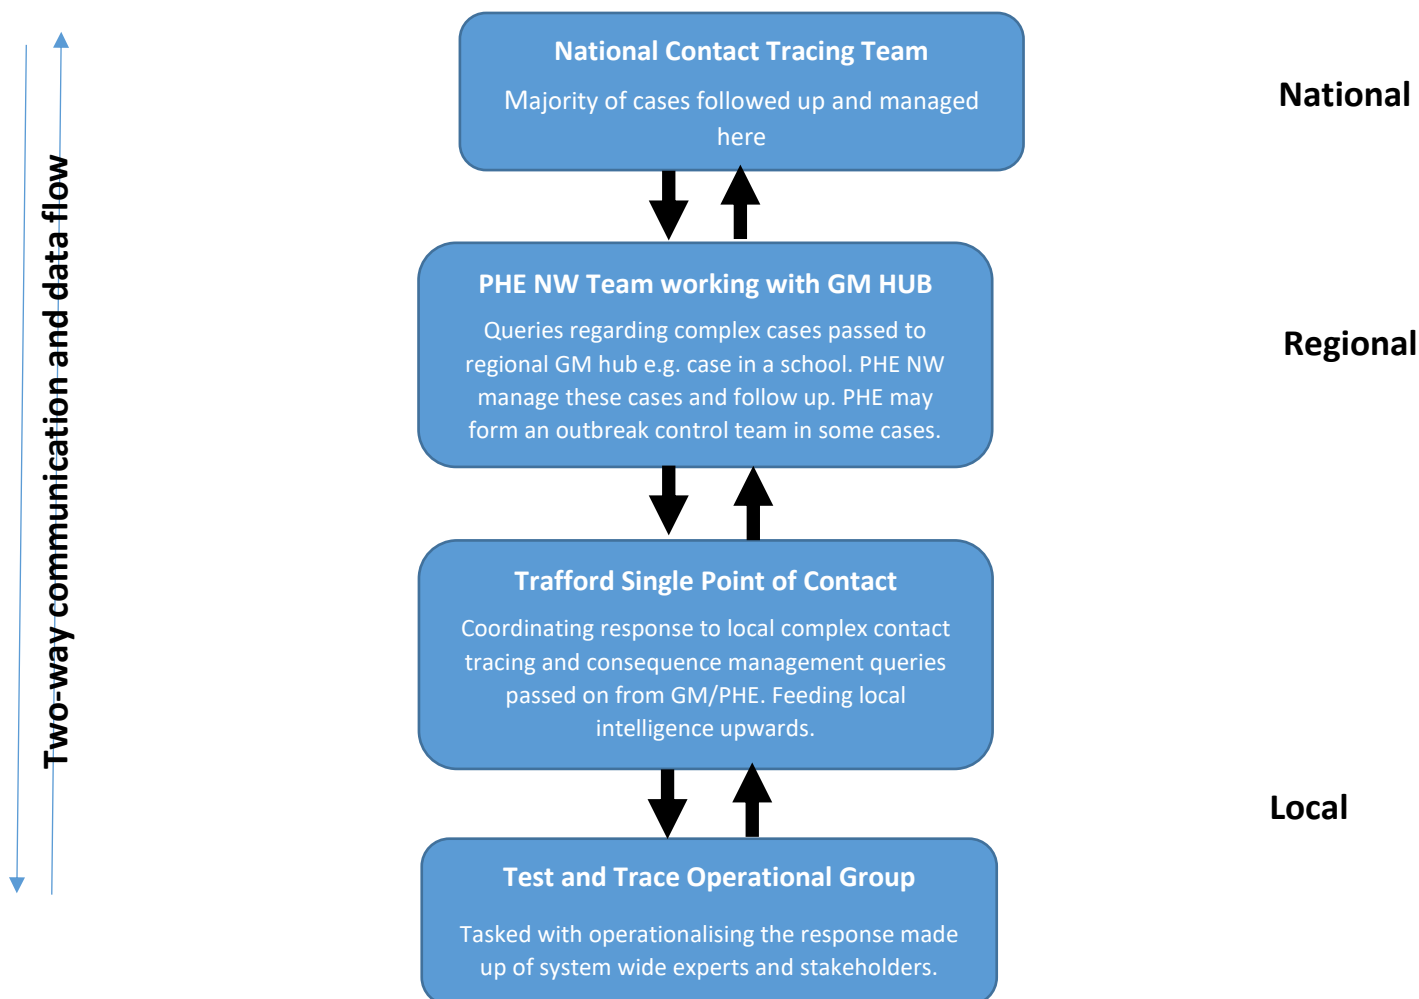 National Contact Tracing Team
Majority of cases followed up and managed
here
National
PHE NW Team working with GM HUB
Queries regarding complex cases passed to
regional GM hub e.g. case in a school. PHE NW
manage these cases and follow up. PHE may
form an outbreak control team in some cases.
Regional
Two-way communication and data flow
Trafford Single Point of Contact
Coordinating response to local complex contact
tracing and consequence management queries
passed on from GM/PHE. Feeding local
intelligence upwards.
Local
Test and Trace Operational Group
Tasked with operationalising the response made
up of system wide experts and stakeholders.